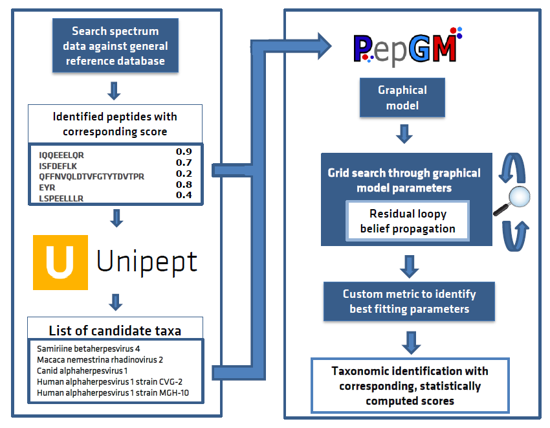 Search spectrum
data against general
reference database
Identified peptides with
corresponding score
IQQEEELQR 0.9
ISFDEFLK 0.7
QFFNVQLDTVFGTYTDVTPR 0.2
EYR 0.8
LSPEELLLR 0.4
U Unipept
List of candidate taxa
Samiriine betaherpesvirus 4
Macaca nemestrina rhadinovirus 2
Canid alphaherpesvirus 1
Human alphaherpesvirus 1 strain CVG-2
Human alphaherpesvirus 1 strain MGH-10
PepGM
Graphical
model
Grid search through graphical
model parameters
Residual loopy
belief propagation
Custom metric to identify
best fitting parameters
Taxonomic identification with
corresponding, statistically
computed scores